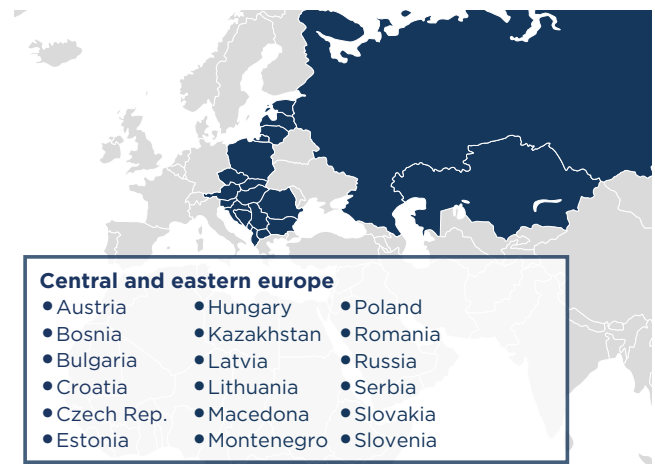 Central and eastern europe
• Austria
• Bosnia
• Bulgaria
• Croatia
• Czech Rep.
• Estonia
• Hungary
• Kazakhstan
• Latvia
• Lithuania
• Macedona
• Montenegro
• Poland
• Romania
• Russia
• Serbia
• Slovakia
• Slovenia